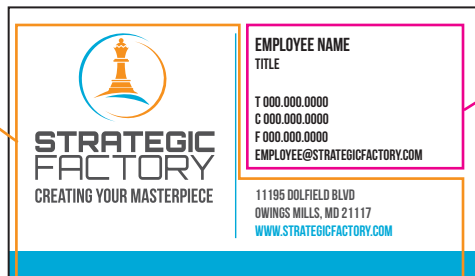 STRATEGIC
FACTORY
CREATING YOUR MASTERPIECE
EMPLOYEE NAME
TITLE
T 000.000.0000
C 000.000.0000
F 000.000.0000
EMPLOYEE@STRATEGICFACTORY.COM
11195 DOLFIELD BLVD
OWINGS MILLS, MD 21117
WWW.STRATEGICFACTORY.COM